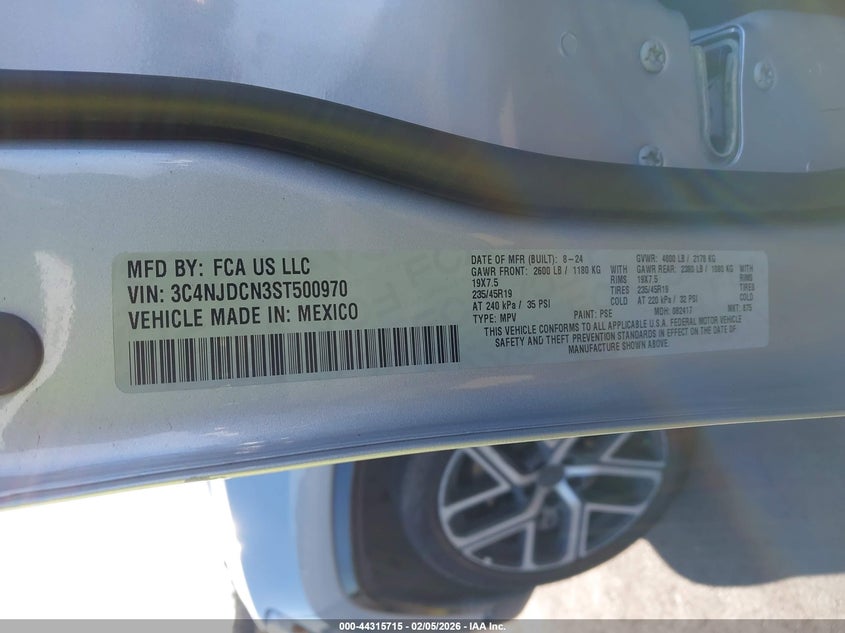 MFD BY: FCA US LLC
VIN: 3C4NJDCN3ST500970
VEHICLE MADE IN: MEXICO
DATE OF MFR (BUILT): 8-24 GVWR: 4800 LB / 2178 KG
GAWR FRONT: 2600 LB / 1180 KG WITH GAWR REAR: 2380 LB / 1080 KG WITH
19X7.5 RIMS 19X7.5 RIMS
235/45R19 235/45R19
AT 240 kPa / 35 PSI COLD AT 220 kPa / 32 PSI COLD
TYPE: MPV PAINT: PSE MDH: 082417 MKT: 875
THIS VEHICLE CONFORMS TO ALL APPLICABLE U.S.A. FEDERAL MOTOR VEHICLE
SAFETY AND THEFT PREVENTION STANDARDS IN EFFECT ON THE DATE OF
MANUFACTURE SHOWN ABOVE.
000-44315715 - 02/05/2026 - IAA Inc.